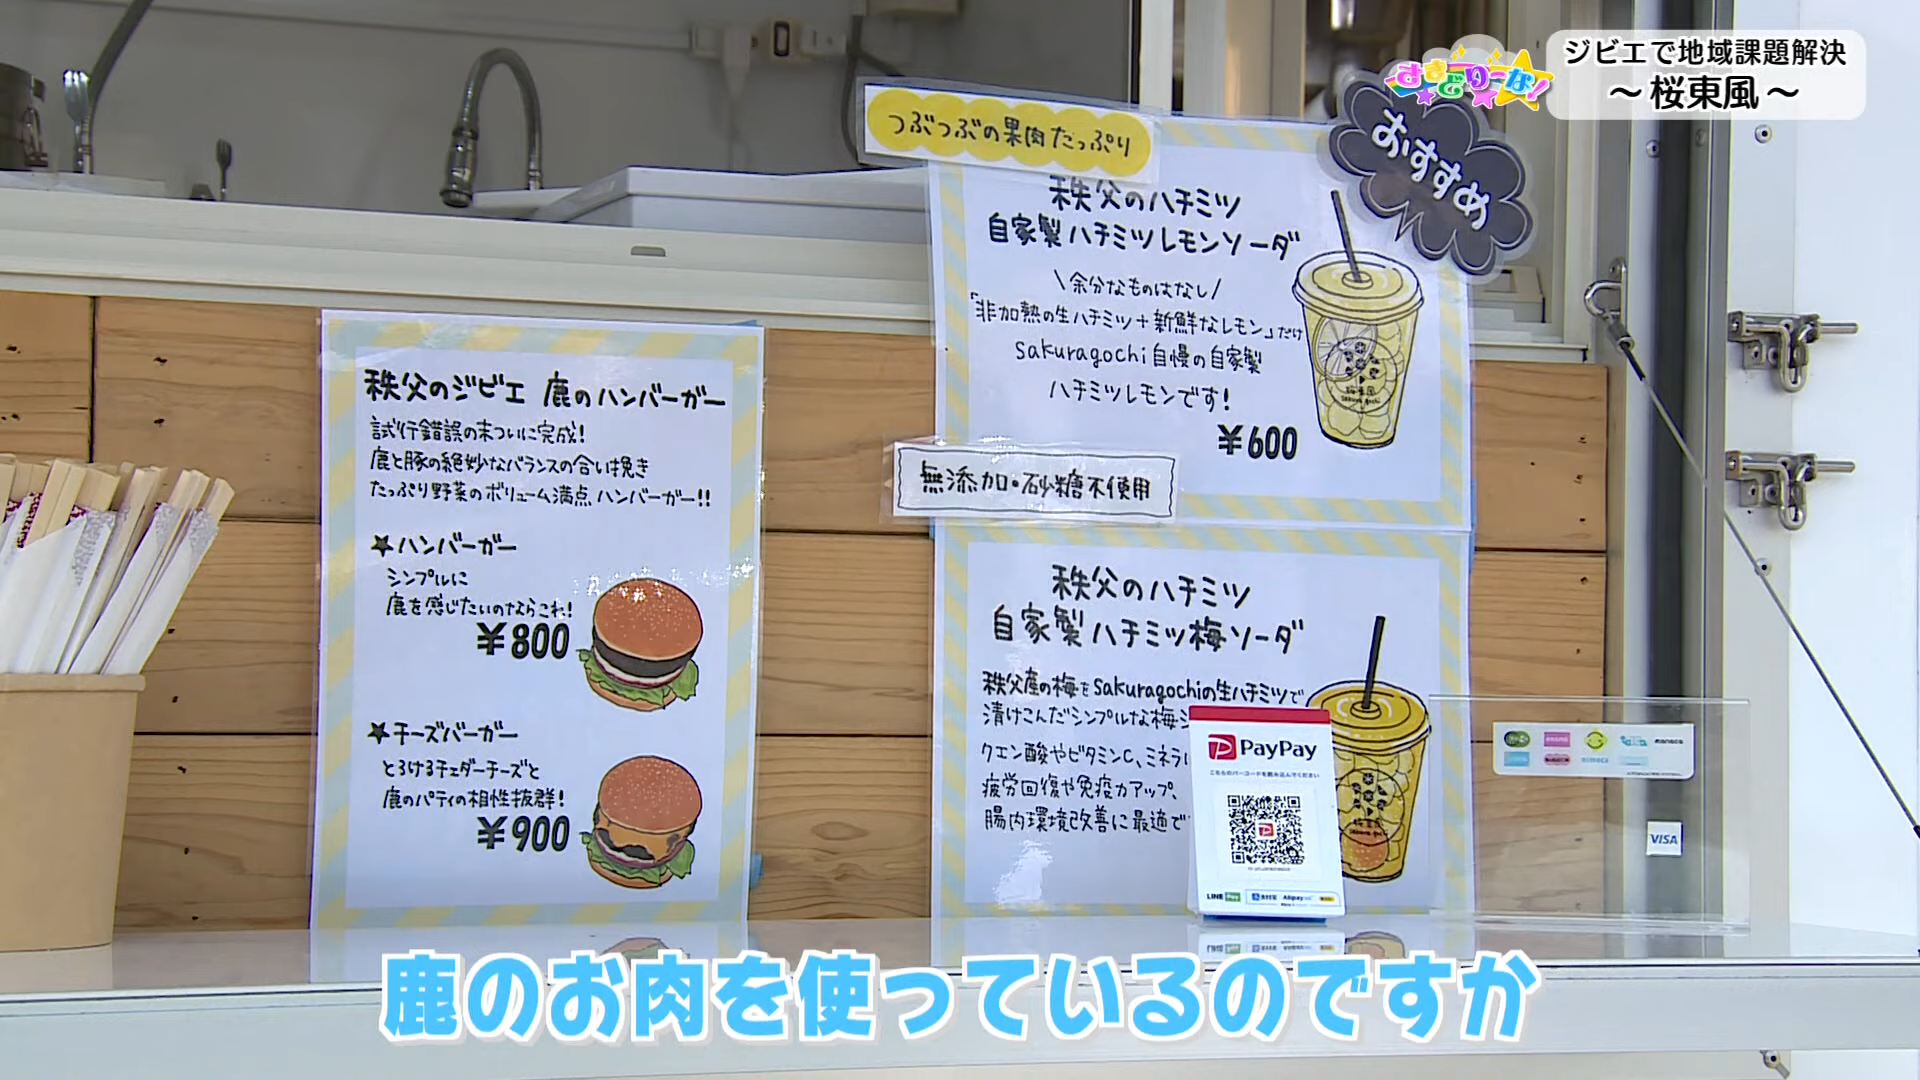 すまどりーな!
ジビエで地域課題解決
～桜東風～
おすすめ
つぶつぶの果肉たっぷり
秩父のハチミツ
自家製ハチミツレモンソーダ
\余分なものはなし/
「非加熱の生ハチミツ+新鮮なレモン」だけ
sakuragochi自慢の自家製
ハチミツレモンです!
¥600
無添加・砂糖不使用
秩父のジビエ 鹿のハンバーガー
試行錯誤の末ついに完成!
鹿と豚の絶妙なバランスの合い挽き
たっぷり野菜のボリューム満点ハンバーガー!!
★ハンバーガー
シンプルに
鹿を感じたいのならこれ!
¥800
★チーズバーガー
とろけるチェダーチーズと
鹿のパティの相性抜群!
¥900
秩父のハチミツ
自家製ハチミツ梅ソーダ
秩父産の梅をsakuragochiの生ハチミツで
漬けこんだシンプルな梅
クエン酸やビタミンC、ミネラ
疲労回復や免疫力アップ、
腸内環境改善に最適で
PayPay
LINE Pay
Alipay
VISA
鹿のお肉を使っているのですか